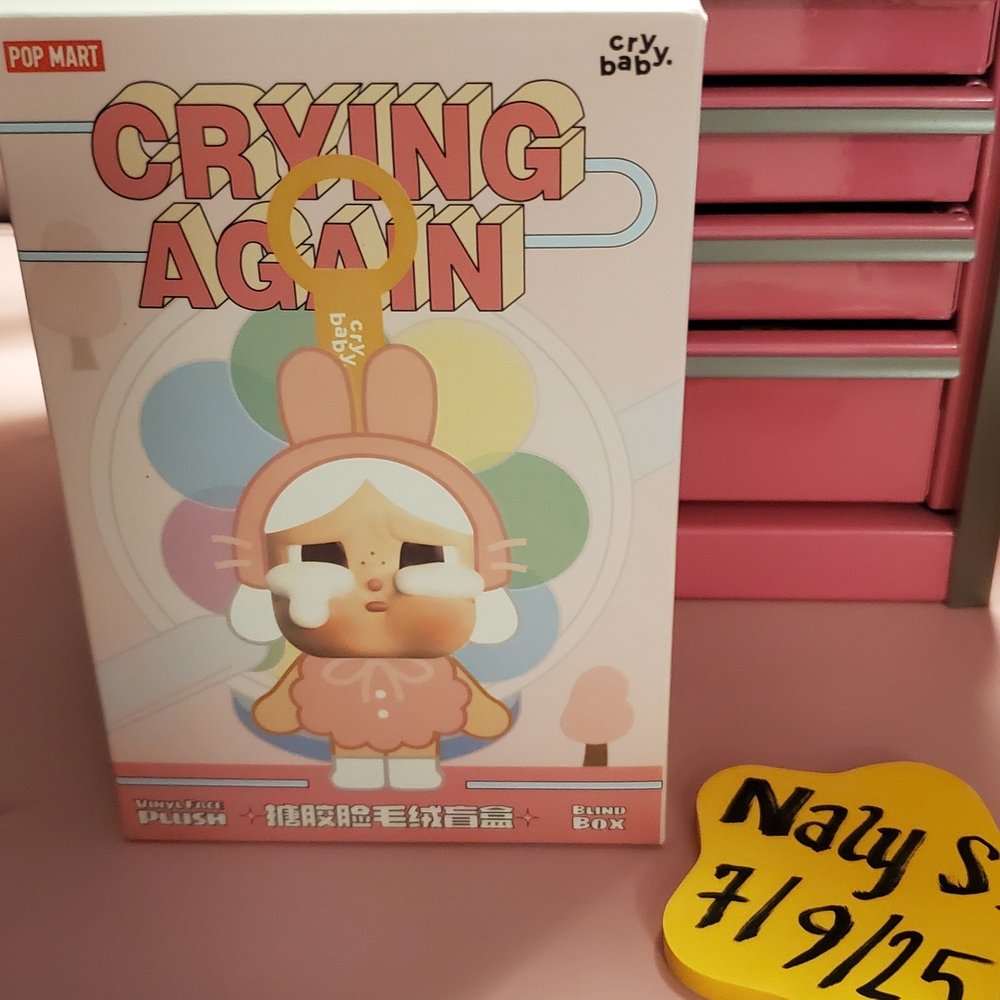 POP MART
cry
baby.
CRYING
AGAIN
cry
baby.
VINYL FACE
PLUSH
搪胶脸毛绒盲盒
BLIND
BOX
Nazy S.
7/9/25